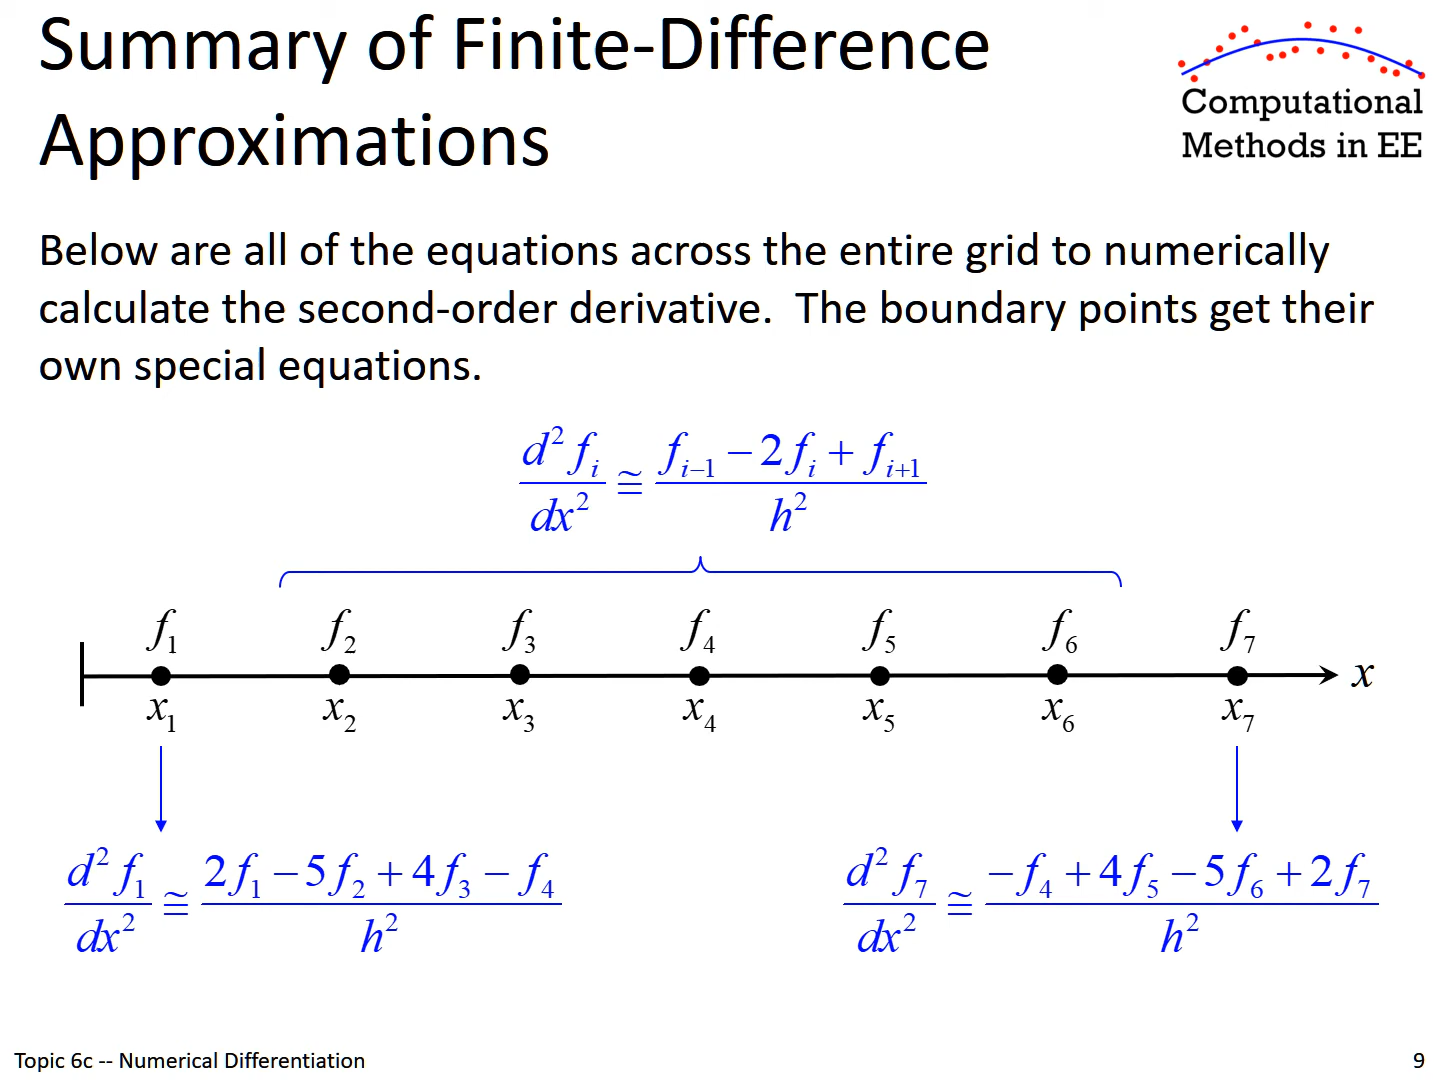 Summary of Finite-Difference
Approximations
Computational
Methods in EE
Below are all of the equations across the entire grid to numerically
calculate the second-order derivative.  The boundary points get their
own special equations.
d²f_i/dx² ≅ (f_{i−1} − 2f_i + f_{i+1})/h²
f₁ f₂ f₃ f₄ f₅ f₆ f₇
x
x₁ x₂ x₃ x₄ x₅ x₆ x₇
d²f₁/dx² ≅ (2f₁ − 5f₂ + 4f₃ − f₄)/h²
d²f₇/dx² ≅ (−f₄ + 4f₅ − 5f₆ + 2f₇)/h²
Topic 6c -- Numerical Differentiation
9